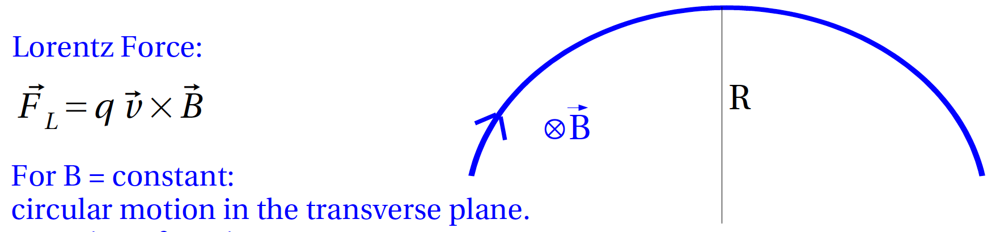 Lorentz Force:
F⃗_L = q v⃗ × B⃗
For B = constant:
circular motion in the transverse plane.
⊗B⃗
R